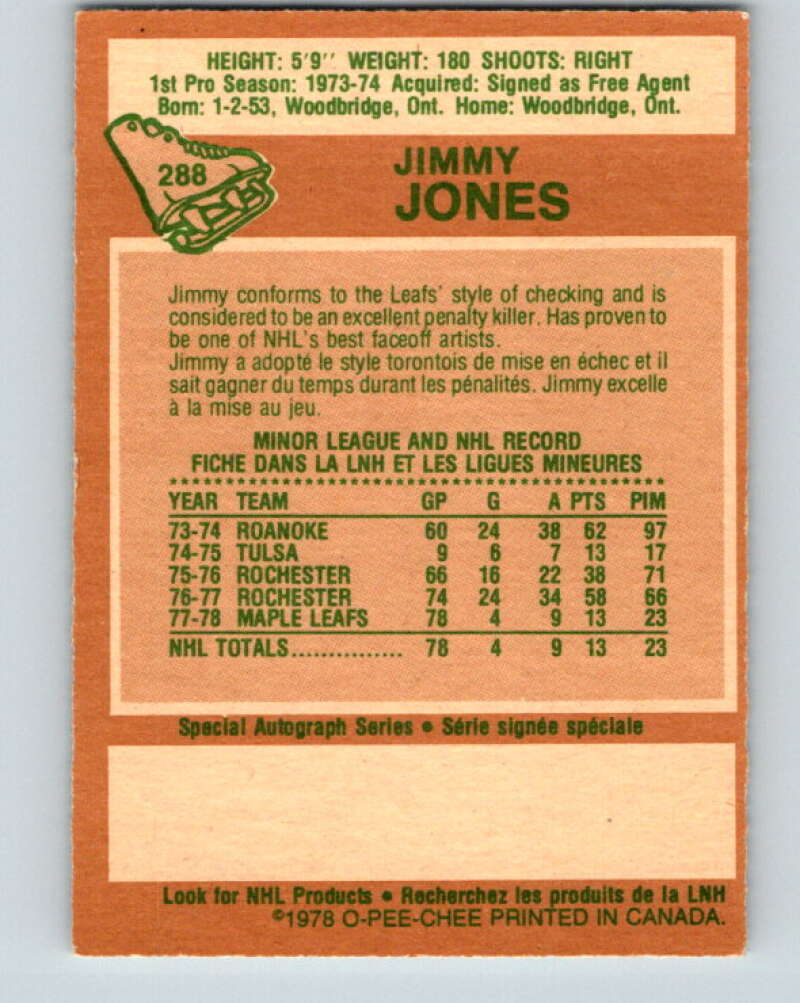 HEIGHT: 5'9'' WEIGHT: 180 SHOOTS: RIGHT
1st Pro Season: 1973-74 Acquired: Signed as Free Agent
Born: 1-2-53, Woodbridge, Ont. Home: Woodbridge, Ont.
288
JIMMY
JONES
Jimmy conforms to the Leafs' style of checking and is
considered to be an excellent penalty killer. Has proven to
be one of NHL's best faceoff artists.
Jimmy a adopté le style torontois de mise en échec et il
sait gagner du temps durant les pénalités. Jimmy excelle
à la mise au jeu.
MINOR LEAGUE AND NHL RECORD
FICHE DANS LA LNH ET LES LIGUES MINEURES
YEAR TEAM GP G A PTS PIM
73-74 ROANOKE 60 24 38 62 97
74-75 TULSA 9 6 7 13 17
75-76 ROCHESTER 66 16 22 38 71
76-77 ROCHESTER 74 24 34 58 66
77-78 MAPLE LEAFS 78 4 9 13 23
NHL TOTALS............... 78 4 9 13 23
Special Autograph Series • Série signée spéciale
Look for NHL Products • Recherchez les produits de la LNH
©1978 O-PEE-CHEE PRINTED IN CANADA.